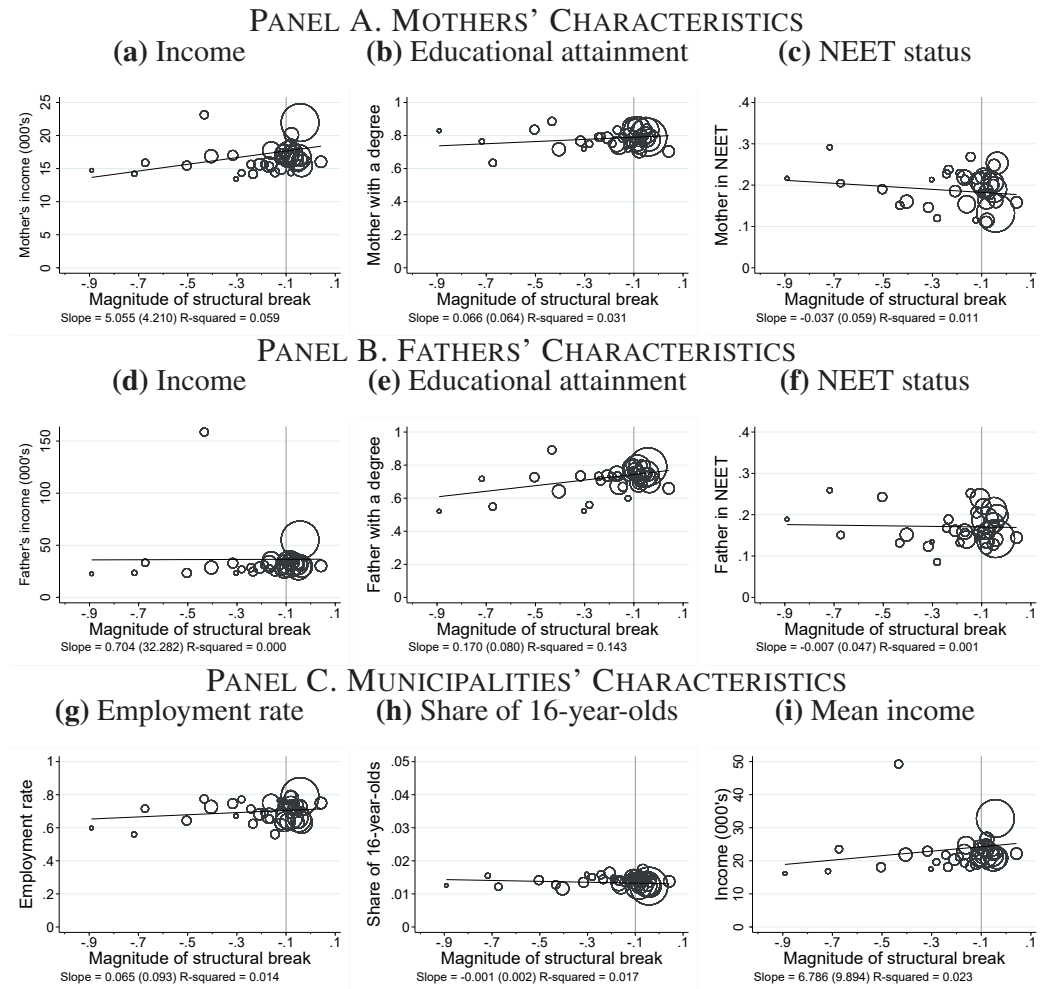 PANEL A. MOTHERS' CHARACTERISTICS
(a) Income
(b) Educational attainment
(c) NEET status
Mother's income (000's)
0 5 10 15 20 25
-.9 -.7 -.5 -.3 -.1 .1
Magnitude of structural break
Slope = 5.055 (4.210) R-squared = 0.059
Mother with a degree
0 .2 .4 .6 .8 1
-.9 -.7 -.5 -.3 -.1 .1
Magnitude of structural break
Slope = 0.066 (0.064) R-squared = 0.031
Mother in NEET
0 .1 .2 .3 .4
-.9 -.7 -.5 -.3 -.1 .1
Magnitude of structural break
Slope = -0.037 (0.059) R-squared = 0.011
PANEL B. FATHERS' CHARACTERISTICS
(d) Income
(e) Educational attainment
(f) NEET status
Father's income (000's)
0 50 100 150
-.9 -.7 -.5 -.3 -.1 .1
Magnitude of structural break
Slope = 0.704 (32.282) R-squared = 0.000
Father with a degree
0 .2 .4 .6 .8 1
-.9 -.7 -.5 -.3 -.1 .1
Magnitude of structural break
Slope = 0.170 (0.080) R-squared = 0.143
Father in NEET
0 .1 .2 .3 .4
-.9 -.7 -.5 -.3 -.1 .1
Magnitude of structural break
Slope = -0.007 (0.047) R-squared = 0.001
PANEL C. MUNICIPALITIES' CHARACTERISTICS
(g) Employment rate
(h) Share of 16-year-olds
(i) Mean income
Employment rate
0 .2 .4 .6 .8 1
-.9 -.7 -.5 -.3 -.1 .1
Magnitude of structural break
Slope = 0.065 (0.093) R-squared = 0.014
Share of 16-year-olds
0 .01 .02 .03 .04 .05
-.9 -.7 -.5 -.3 -.1 .1
Magnitude of structural break
Slope = -0.001 (0.002) R-squared = 0.017
Income (000's)
0 10 20 30 40 50
-.9 -.7 -.5 -.3 -.1 .1
Magnitude of structural break
Slope = 6.786 (9.894) R-squared = 0.023